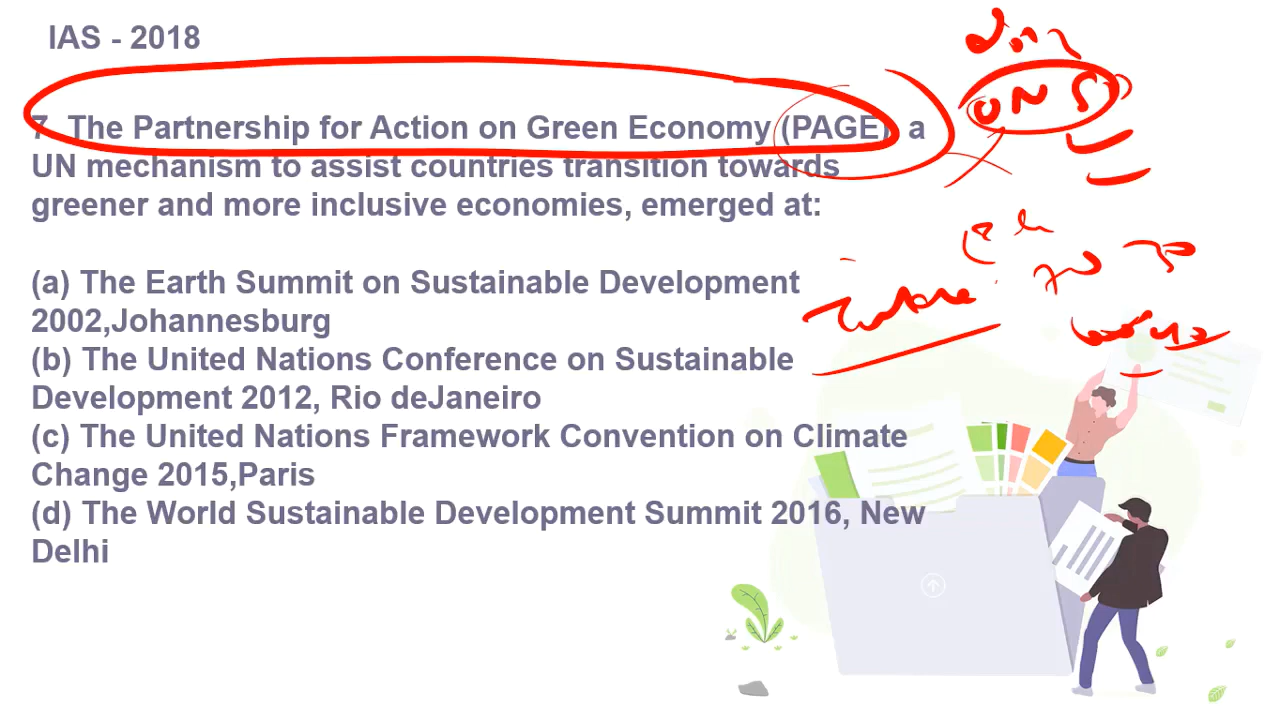 IAS - 2018
7. The Partnership for Action on Green Economy (PAGE), a
UN mechanism to assist countries transition towards
greener and more inclusive economies, emerged at:
(a) The Earth Summit on Sustainable Development
2002,Johannesburg
(b) The United Nations Conference on Sustainable
Development 2012, Rio deJaneiro
(c) The United Nations Framework Convention on Climate
Change 2015,Paris
(d) The World Sustainable Development Summit 2016, New
Delhi